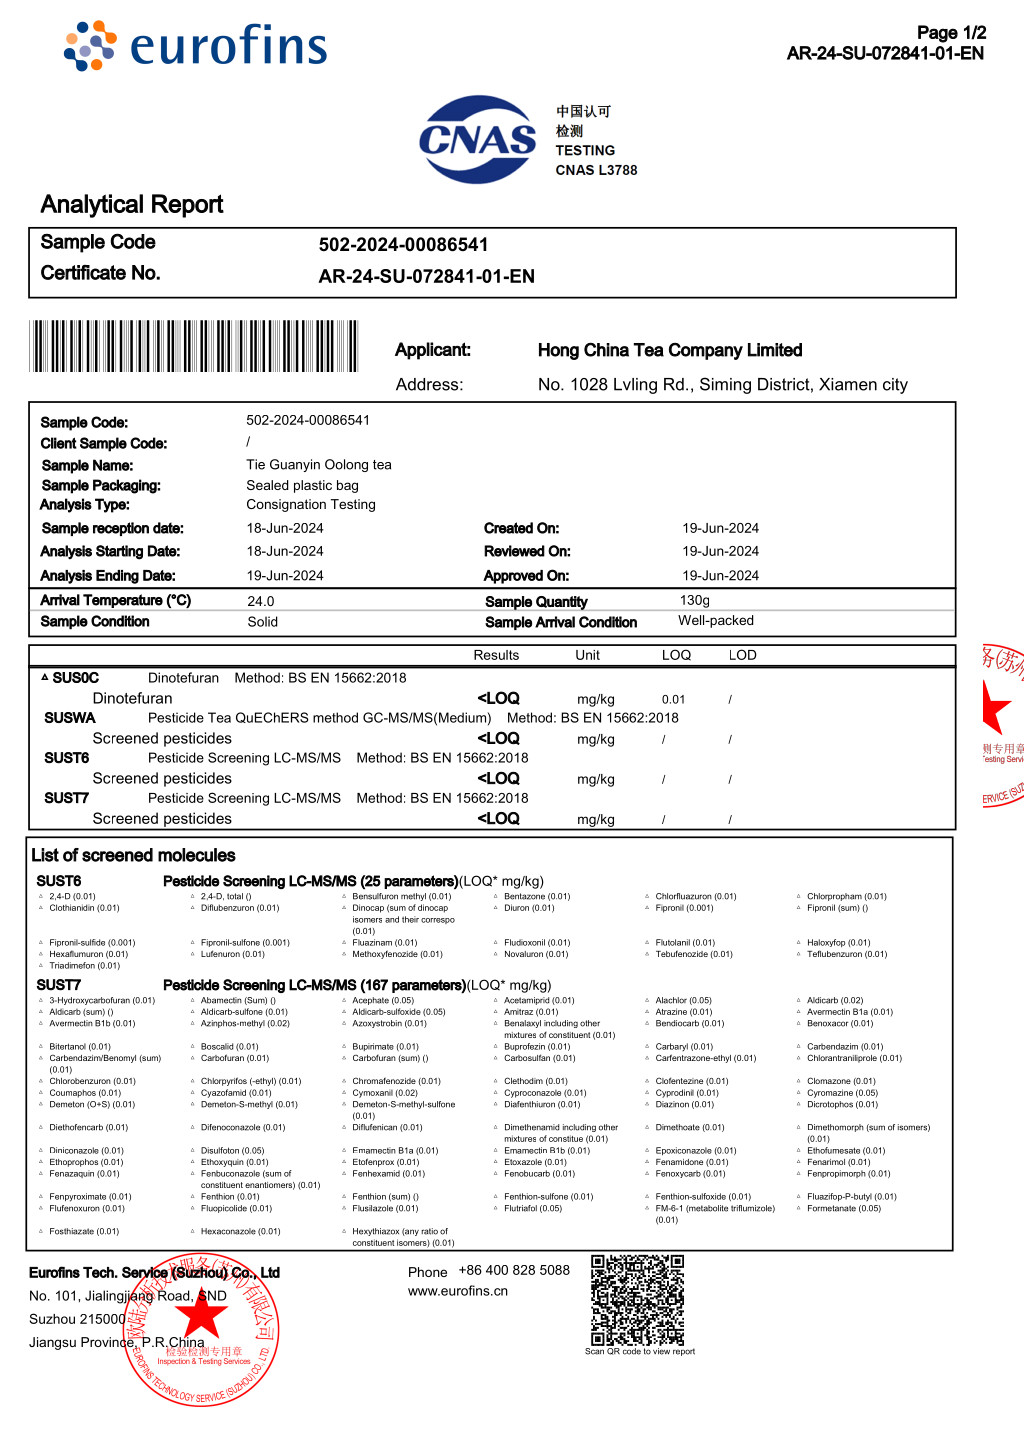 eurofins
Page 1/2
AR-24-SU-072841-01-EN
CNAS
中国认可
检测
TESTING
CNAS L3788
Analytical Report
Sample Code 502-2024-00086541
Certificate No. AR-24-SU-072841-01-EN
Applicant: Hong China Tea Company Limited
Address: No. 1028 Lvling Rd., Siming District, Xiamen city
Sample Code: 502-2024-00086541
Client Sample Code: /
Sample Name: Tie Guanyin Oolong tea
Sample Packaging: Sealed plastic bag
Analysis Type: Consignation Testing
Sample reception date: 18-Jun-2024 Created On: 19-Jun-2024
Analysis Starting Date: 18-Jun-2024 Reviewed On: 19-Jun-2024
Analysis Ending Date: 19-Jun-2024 Approved On: 19-Jun-2024
Arrival Temperature (°C) 24.0 Sample Quantity 130g
Sample Condition Solid Sample Arrival Condition Well-packed
Results Unit LOQ LOD
△ SUS0C Dinotefuran Method: BS EN 15662:2018
Dinotefuran <LOQ mg/kg 0.01 /
SUSWA Pesticide Tea QuEChERS method GC-MS/MS(Medium) Method: BS EN 15662:2018
Screened pesticides <LOQ mg/kg / /
SUST6 Pesticide Screening LC-MS/MS Method: BS EN 15662:2018
Screened pesticides <LOQ mg/kg / /
SUST7 Pesticide Screening LC-MS/MS Method: BS EN 15662:2018
Screened pesticides <LOQ mg/kg / /
List of screened molecules
SUST6 Pesticide Screening LC-MS/MS (25 parameters)(LOQ* mg/kg)
△ 2,4-D (0.01) △ 2,4-D, total () △ Bensulfuron methyl (0.01) △ Bentazone (0.01) △ Chlorfluazuron (0.01) △ Chlorpropham (0.01)
△ Clothianidin (0.01) △ Diflubenzuron (0.01) △ Dinocap (sum of dinocap △ Diuron (0.01) △ Fipronil (0.001) △ Fipronil (sum) ()
isomers and their correspo
(0.01)
△ Fipronil-sulfide (0.001) △ Fipronil-sulfone (0.001) △ Fluazinam (0.01) △ Fludioxonil (0.01) △ Flutolanil (0.01) △ Haloxyfop (0.01)
△ Hexaflumuron (0.01) △ Lufenuron (0.01) △ Methoxyfenozide (0.01) △ Novaluron (0.01) △ Tebufenozide (0.01) △ Teflubenzuron (0.01)
△ Triadimefon (0.01)
SUST7 Pesticide Screening LC-MS/MS (167 parameters)(LOQ* mg/kg)
△ 3-Hydroxycarbofuran (0.01) △ Abamectin (Sum) () △ Acephate (0.05) △ Acetamiprid (0.01) △ Alachlor (0.05) △ Aldicarb (0.02)
△ Aldicarb (sum) () △ Aldicarb-sulfone (0.01) △ Aldicarb-sulfoxide (0.05) △ Amitraz (0.01) △ Atrazine (0.01) △ Avermectin B1a (0.01)
△ Avermectin B1b (0.01) △ Azinphos-methyl (0.02) △ Azoxystrobin (0.01) △ Benalaxyl including other △ Bendiocarb (0.01) △ Benoxacor (0.01)
mixtures of constituent (0.01)
△ Bitertanol (0.01) △ Boscalid (0.01) △ Bupirimate (0.01) △ Buprofezin (0.01) △ Carbaryl (0.01) △ Carbendazim (0.01)
△ Carbendazim/Benomyl (sum) △ Carbofuran (0.01) △ Carbofuran (sum) () △ Carbosulfan (0.01) △ Carfentrazone-ethyl (0.01) △ Chlorantraniliprole (0.01)
(0.01)
△ Chlorobenzuron (0.01) △ Chlorpyrifos (-ethyl) (0.01) △ Chromafenozide (0.01) △ Clethodim (0.01) △ Clofentezine (0.01) △ Clomazone (0.01)
△ Coumaphos (0.01) △ Cyazofamid (0.01) △ Cymoxanil (0.02) △ Cyproconazole (0.01) △ Cyprodinil (0.01) △ Cyromazine (0.05)
△ Demeton (O+S) (0.01) △ Demeton-S-methyl (0.01) △ Demeton-S-methyl-sulfone △ Diafenthiuron (0.01) △ Diazinon (0.01) △ Dicrotophos (0.01)
(0.01)
△ Diethofencarb (0.01) △ Difenoconazole (0.01) △ Diflufenican (0.01) △ Dimethenamid including other △ Dimethoate (0.01) △ Dimethomorph (sum of isomers)
mixtures of constitue (0.01) (0.01)
△ Diniconazole (0.01) △ Disulfoton (0.05) △ Emamectin B1a (0.01) △ Emamectin B1b (0.01) △ Epoxiconazole (0.01) △ Ethofumesate (0.01)
△ Ethoprophos (0.01) △ Ethoxyquin (0.01) △ Etofenprox (0.01) △ Etoxazole (0.01) △ Fenamidone (0.01) △ Fenarimol (0.01)
△ Fenazaquin (0.01) △ Fenbuconazole (sum of △ Fenhexamid (0.01) △ Fenobucarb (0.01) △ Fenoxycarb (0.01) △ Fenpropimorph (0.01)
constituent enantiomers) (0.01)
△ Fenpyroximate (0.01) △ Fenthion (0.01) △ Fenthion (sum) () △ Fenthion-sulfone (0.01) △ Fenthion-sulfoxide (0.01) △ Fluazifop-P-butyl (0.01)
△ Flufenoxuron (0.01) △ Fluopicolide (0.01) △ Flusilazole (0.01) △ Flutriafol (0.05) △ FM-6-1 (metabolite triflumizole) △ Formetanate (0.05)
(0.01)
△ Fosthiazate (0.01) △ Hexaconazole (0.01) △ Hexythiazox (any ratio of
constituent isomers) (0.01)
Eurofins Tech. Service (Suzhou) Co., Ltd
No. 101, Jialingjiang Road, SND
Suzhou 215000
Jiangsu Province, P.R.China
Phone +86 400 828 5088
www.eurofins.cn
Scan QR code to view report
检验检测专用章
Inspection & Testing Services
EUROFINS TECHNOLOGY SERVICE (SUZHOU) CO., LTD